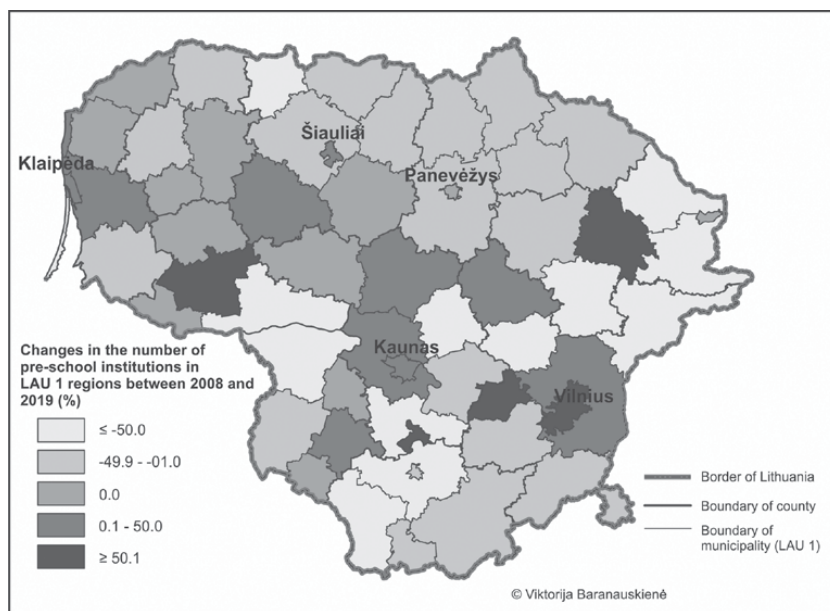 Šiauliai
Klaipėda
Panevėžys
Kaunas
Vilnius
Changes in the number of
pre-school institutions in
LAU 1 regions between 2008 and
2019 (%)
≤ -50.0
-49.9 - -01.0
0.0
0.1 - 50.0
≥ 50.1
Border of Lithuania
Boundary of county
Boundary of
municipality (LAU 1)
© Viktorija Baranauskienė